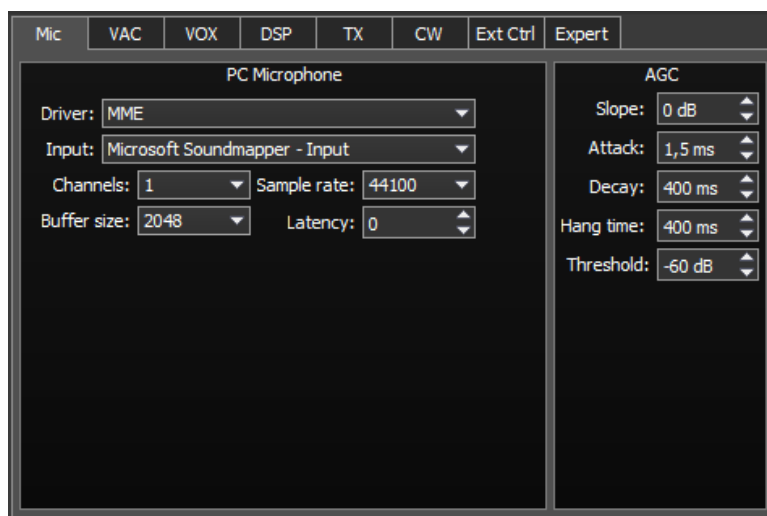 Mic VAC VOX DSP TX CW Ext Ctrl Expert
PC Microphone
Driver: MME
Input: Microsoft Soundmapper - Input
Channels: 1 Sample rate: 44100
Buffer size: 2048 Latency: 0
AGC
Slope: 0 dB
Attack: 1,5 ms
Decay: 400 ms
Hang time: 400 ms
Threshold: -60 dB